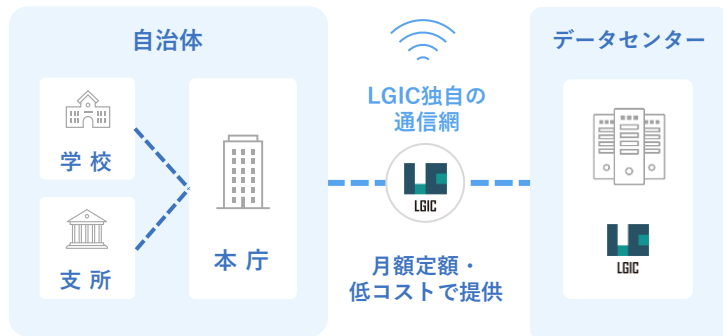 自治体
学校
支所
本庁
LGIC独自の
通信網
LGIC
月額定額・
低コストで提供
データセンター
LGIC